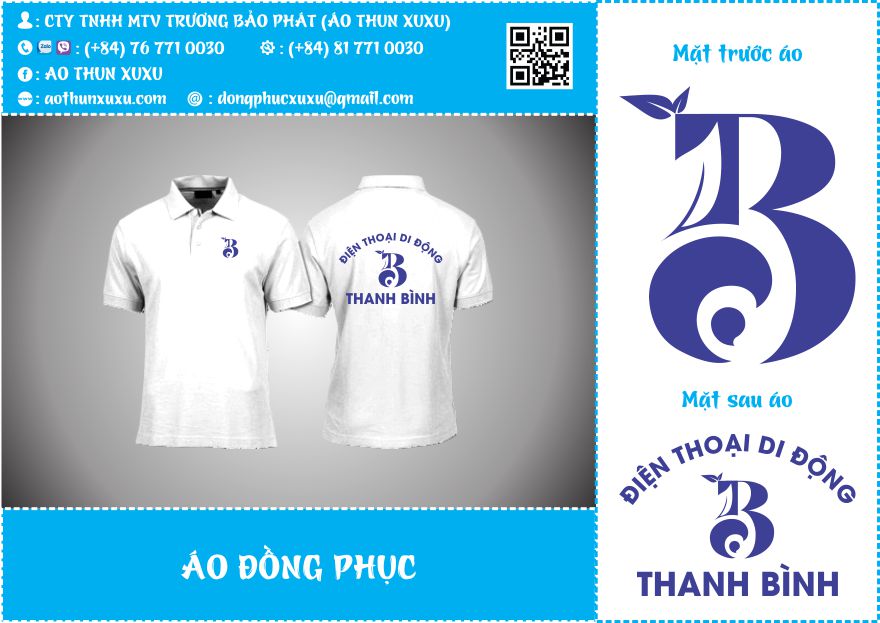 : CTY TNHH MTV TRƯƠNG BẢO PHÁT (ÁO THUN XUXU)
Zalo : (+84) 76 771 0030 : (+84) 81 771 0030
: AO THUN XUXU
: aothunxuxu.com @ : dongphucxuxu@gmail.com
Mặt trước áo
B
B
ĐIỆN THOẠI DI ĐỘNG
B
THANH BÌNH
Mặt sau áo
ĐIỆN THOẠI DI ĐỘNG
B
THANH BÌNH
ÁO ĐỒNG PHỤC